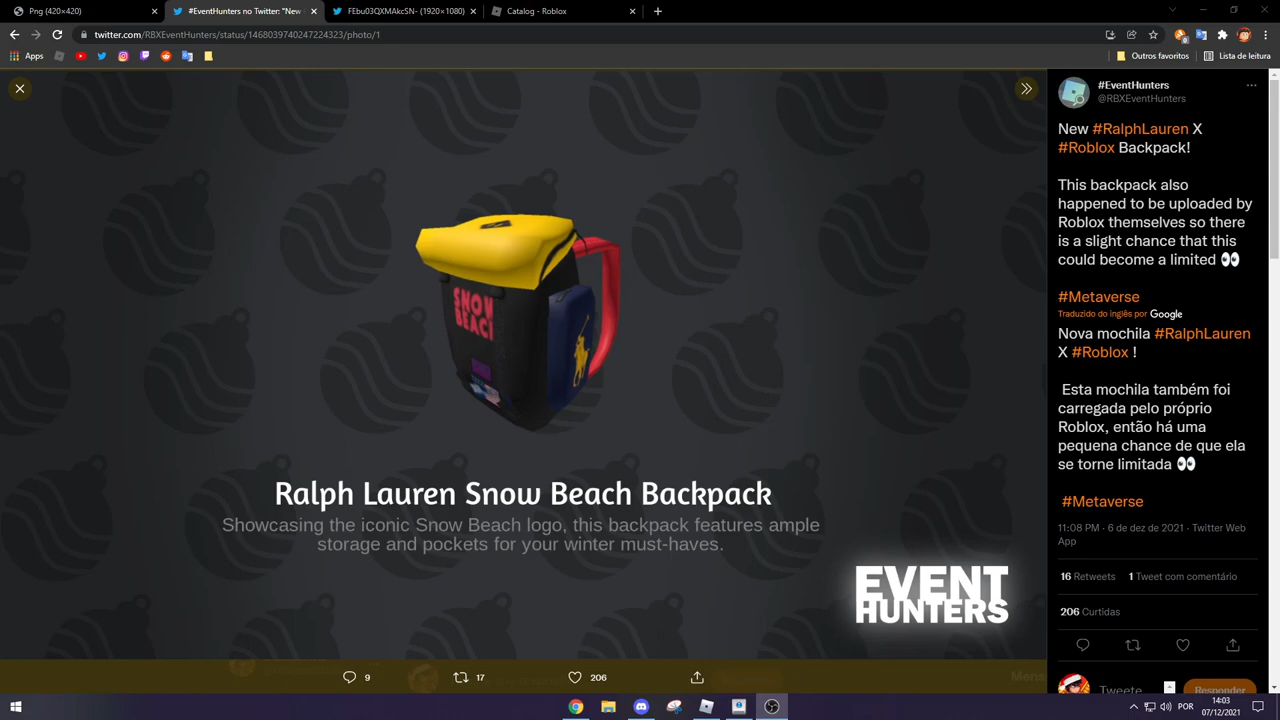 Png (420×420)
#EventHunters no Twitter: "New
FEbu03QXMAkcSN- (1920×1080)
Catalog - Roblox
twitter.com/RBXEventHunters/status/1468039740247224323/photo/1
Apps
Outros favoritos
Lista de leitura
SNOW
BEACH
Ralph Lauren Snow Beach Backpack
Showcasing the iconic Snow Beach logo, this backpack features ample
storage and pockets for your winter must-haves.
EVENT
HUNTERS
9
17
206
#EventHunters
@RBXEventHunters
New #RalphLauren X
#Roblox Backpack!
This backpack also
happened to be uploaded by
Roblox themselves so there
is a slight chance that this
could become a limited 👀
#Metaverse
Traduzido do inglês por Google
Nova mochila #RalphLauren
X #Roblox !
Esta mochila também foi
carregada pelo próprio
Roblox, então há uma
pequena chance de que ela
se torne limitada 👀
#Metaverse
11:08 PM · 6 de dez de 2021 · Twitter Web
App
16 Retweets 1 Tweet com comentário
206 Curtidas
Tweete
Responder
POR
14:03
07/12/2021